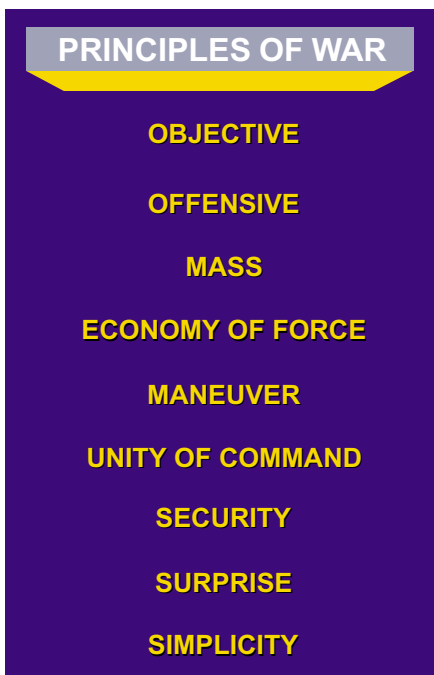 PRINCIPLES OF WAR
OBJECTIVE
OFFENSIVE
MASS
ECONOMY OF FORCE
MANEUVER
UNITY OF COMMAND
SECURITY
SURPRISE
SIMPLICITY